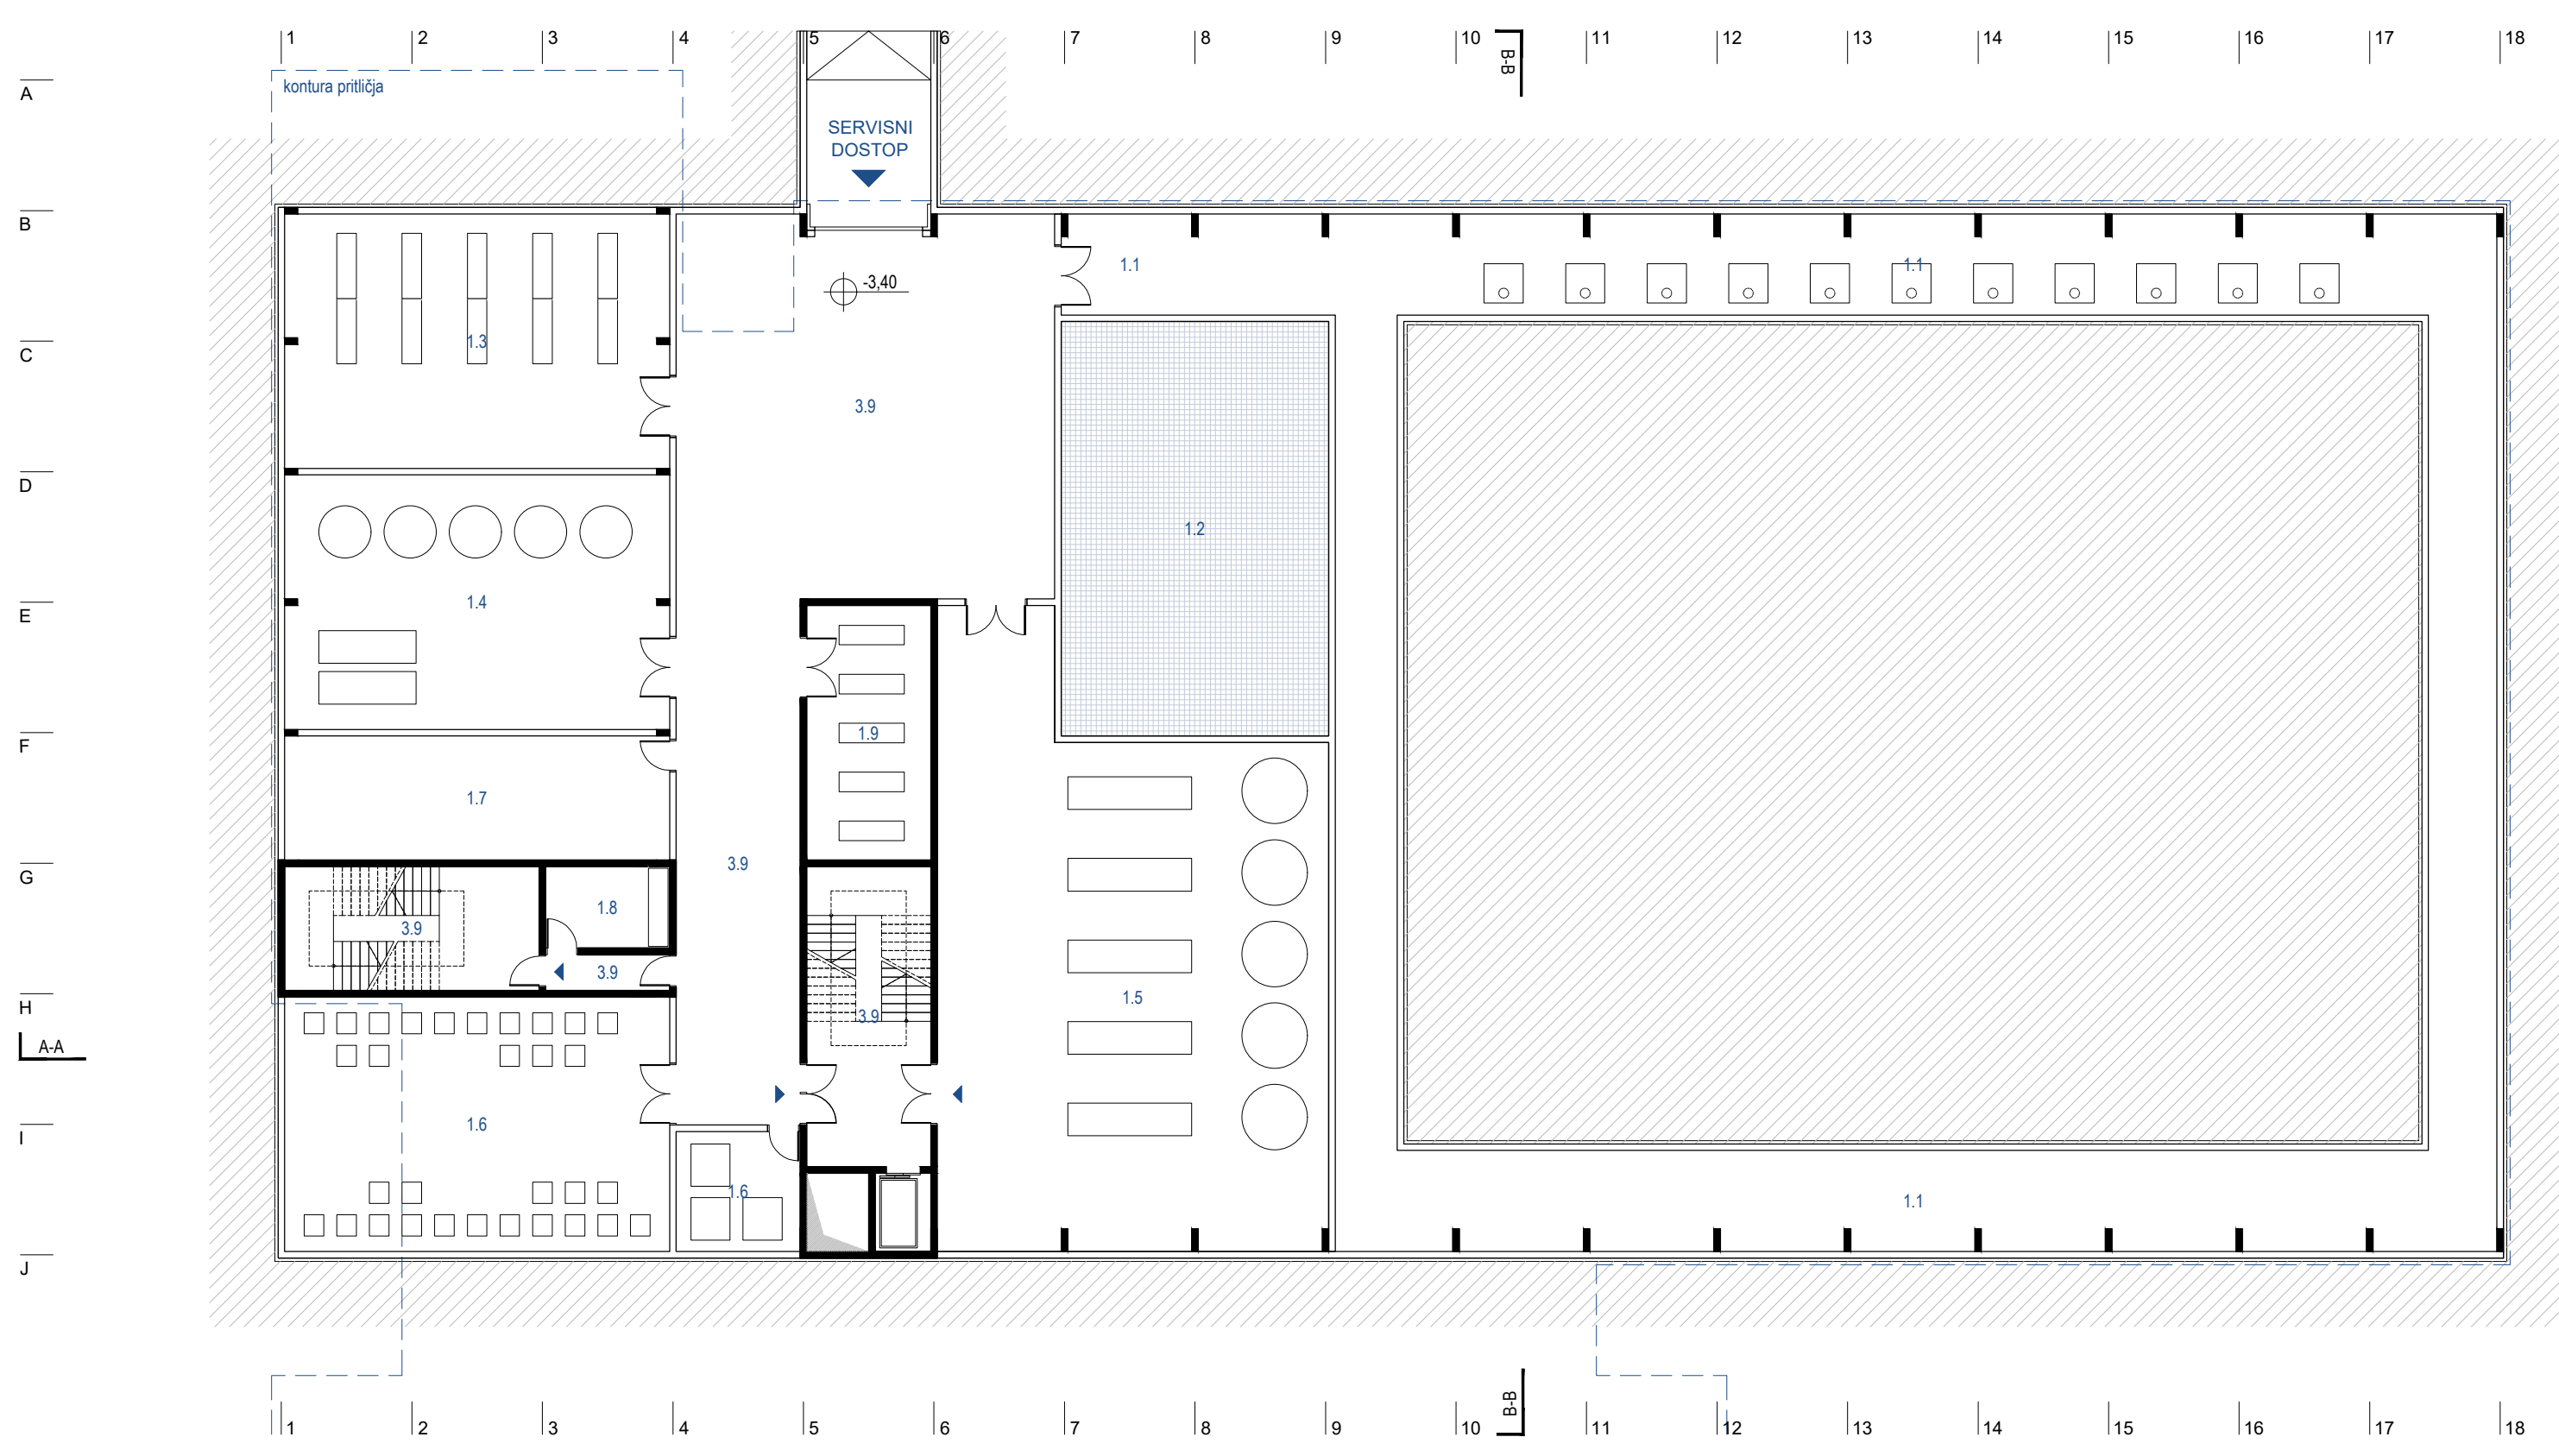 1 2 3 4 5 6 7 8 9 10 11 12 13 14 15 16 17 18
B-B
kontura pritličja
A
SERVISNI
DOSTOP
B
1.1 1.1
-3,40
1.3
C
3.9
D
1.2
1.4
E
1.9
F
1.7
3.9
G
1.8
3.9
3.9
1.5
H
3.9
A-A
1.6
I
1.6
1.1
J
B-B
1 2 3 4 5 6 7 8 9 10 11 12 13 14 15 16 17 18